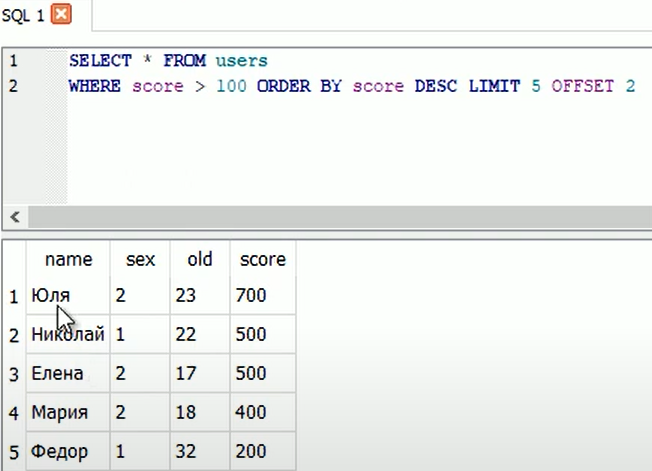 SQL 1
1 SELECT * FROM users
2 WHERE score > 100 ORDER BY score DESC LIMIT 5 OFFSET 2
name sex old score
1 Юля 2 23 700
2 Николай 1 22 500
3 Елена 2 17 500
4 Мария 2 18 400
5 Федор 1 32 200